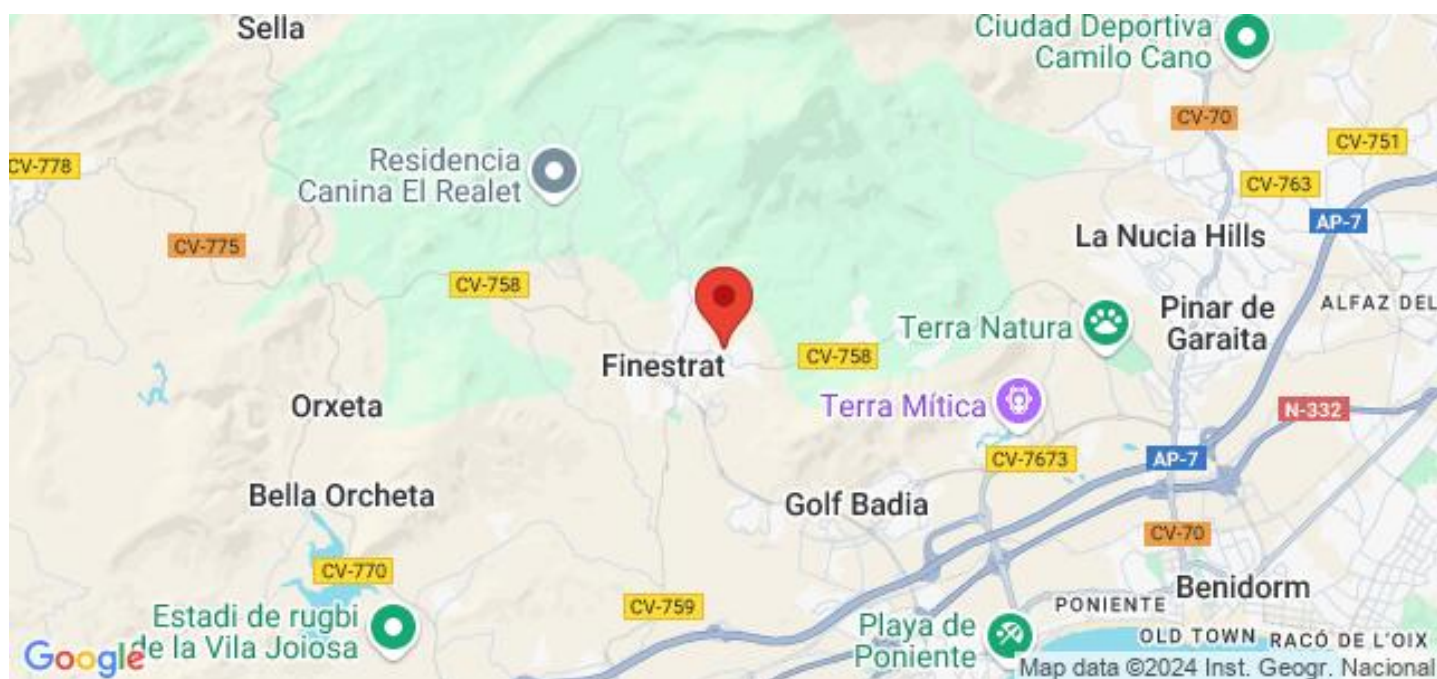 Sella
Ciudad Deportiva
Camilo Cano
CV-70
CV-751
CV-778
Residencia
Canina El Realet
CV-763
AP-7
CV-775
La Nucia Hills
CV-758
Pinar de
Garaita
ALFAZ DEL
Terra Natura
CV-758
Finestrat
Orxeta
Terra Mítica
N-332
CV-7673
AP-7
Bella Orcheta
Golf Badia
CV-70
CV-770
Benidorm
CV-759
PONIENTE
Estadi de rugbi
de la Vila Joiosa
Playa de
Poniente
OLD TOWN
RACÓ DE L'OIX
Google
Map data ©2024 Inst. Geogr. Nacional